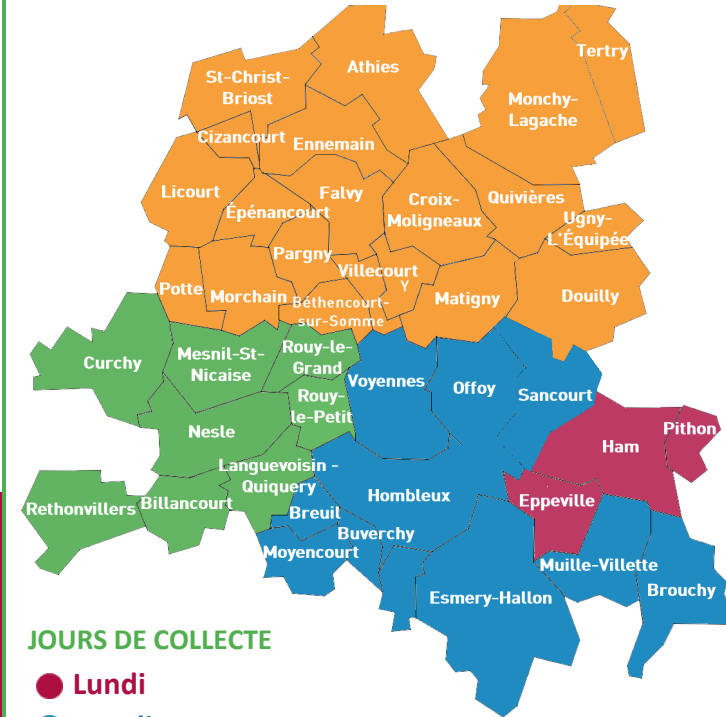 Tertry
Athies
St-Christ-
Briost
Monchy-
Lagache
Cizancourt
Ennemain
Licourt
Falvy
Croix-
Moligneaux
Quivières
Épénancourt
Ugny-
L'Équipée
Pargny
Villecourt
Y
Potte
Morchain
Béthencourt-
sur-Somme
Matigny
Douilly
Curchy
Mesnil-St-
Nicaise
Rouy-le-
Grand
Voyennes
Offoy
Sancourt
Rouy-
le-Petit
Nesle
Ham
Pithon
Languevoisin -
Quiquery
Hombleux
Eppeville
Rethonvillers
Billancourt
Breuil
Buverchy
Moyencourt
Muille-Villette
Brouchy
Esmery-Hallon
JOURS DE COLLECTE
Lundi